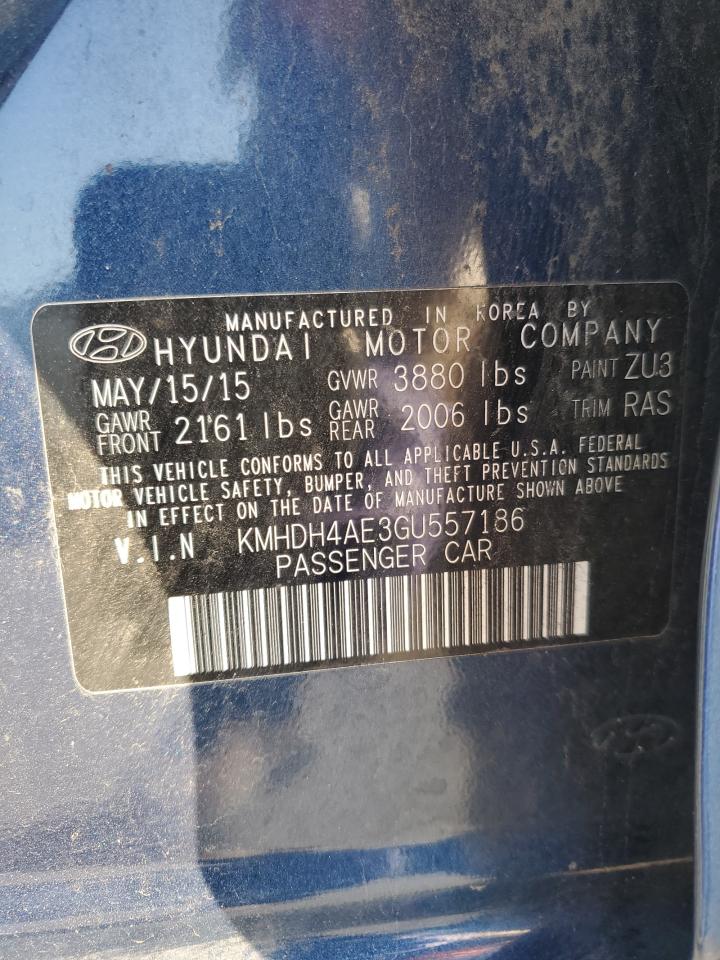 MANUFACTURED IN KOREA BY
HYUNDAI MOTOR COMPANY
MAY/15/15 GVWR 3880 lbs PAINT ZU3
GAWR FRONT 2161 lbs GAWR REAR 2006 lbs TRIM RAS
THIS VEHICLE CONFORMS TO ALL APPLICABLE U.S.A. FEDERAL
MOTOR VEHICLE SAFETY, BUMPER, AND THEFT PREVENTION STANDARDS
IN EFFECT ON THE DATE OF MANUFACTURE SHOWN ABOVE
V.I.N KMHDH4AE3GU557186
PASSENGER CAR